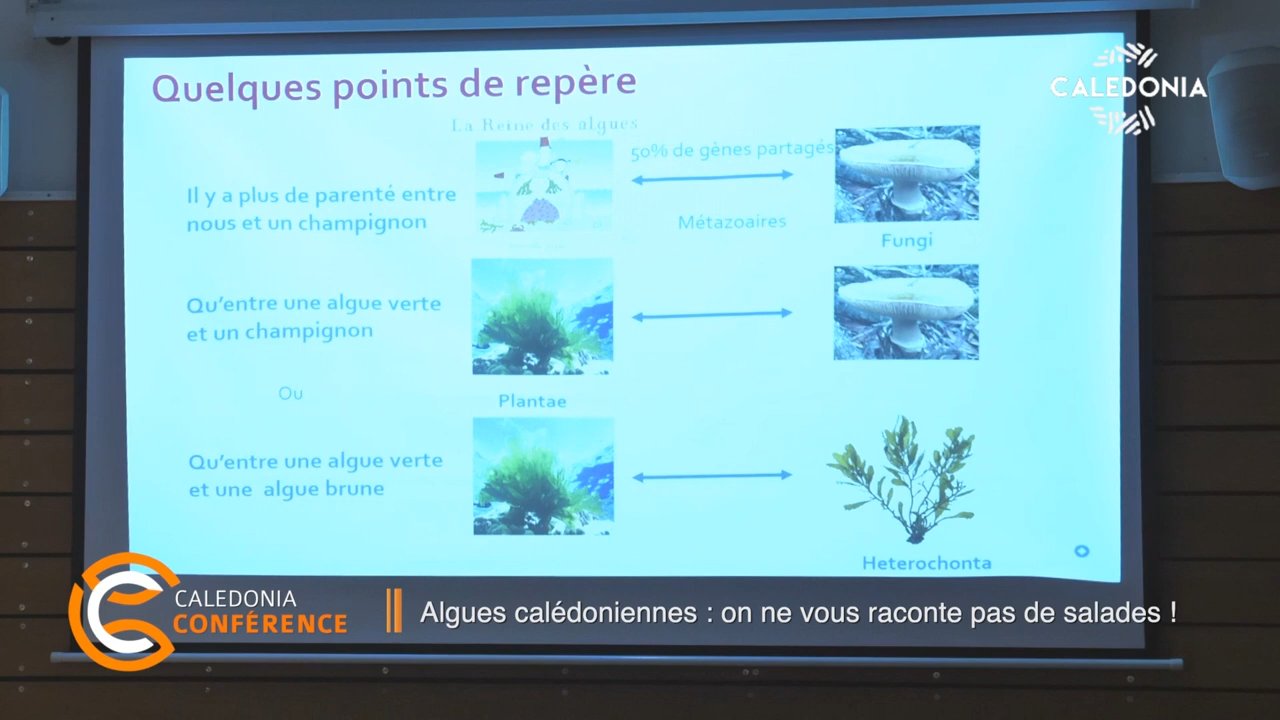 Quelques points de repère
CALEDONIA
La Reine des algues
50% de gènes partagés
Il y a plus de parenté entre
nous et un champignon
Métazoaires
Fungi
Qu'entre une algue verte
et un champignon
Ou
Plantae
Qu'entre une algue verte
et une algue brune
Heterochonta
CALEDONIA
CONFÉRENCE
Algues calédoniennes : on ne vous raconte pas de salades !